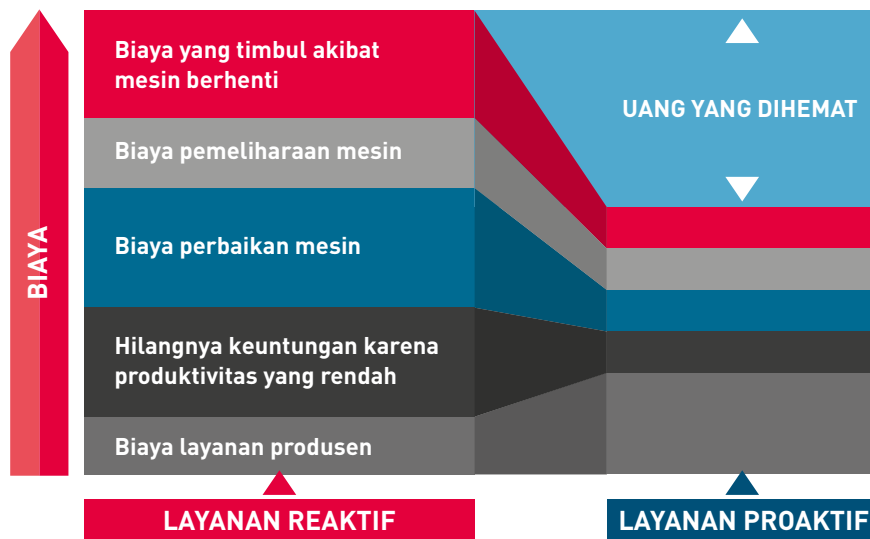 BIAYA
Biaya yang timbul akibat
mesin berhenti
Biaya pemeliharaan mesin
Biaya perbaikan mesin
Hilangnya keuntungan karena
produktivitas yang rendah
Biaya layanan produsen
UANG YANG DIHEMAT
LAYANAN REAKTIF
LAYANAN PROAKTIF